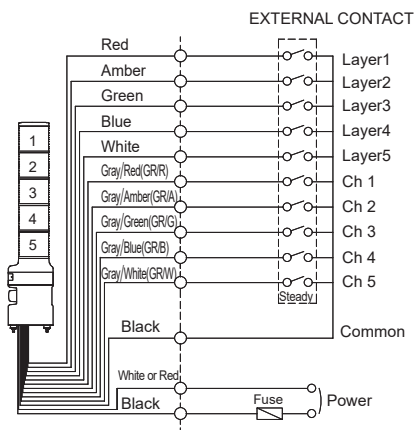 EXTERNAL CONTACT
Red
Layer1
Amber
Layer2
Green
Layer3
Blue
Layer4
White
Layer5
Gray/Red(GR/R)
Ch 1
Gray/Amber(GR/A)
Ch 2
Gray/Green(GR/G)
Ch 3
Gray/Blue(GR/B)
Ch 4
Gray/White(GR/W)
Ch 5
Steady
1
2
3
4
5
Black
Common
White or Red
Black
Fuse
Power